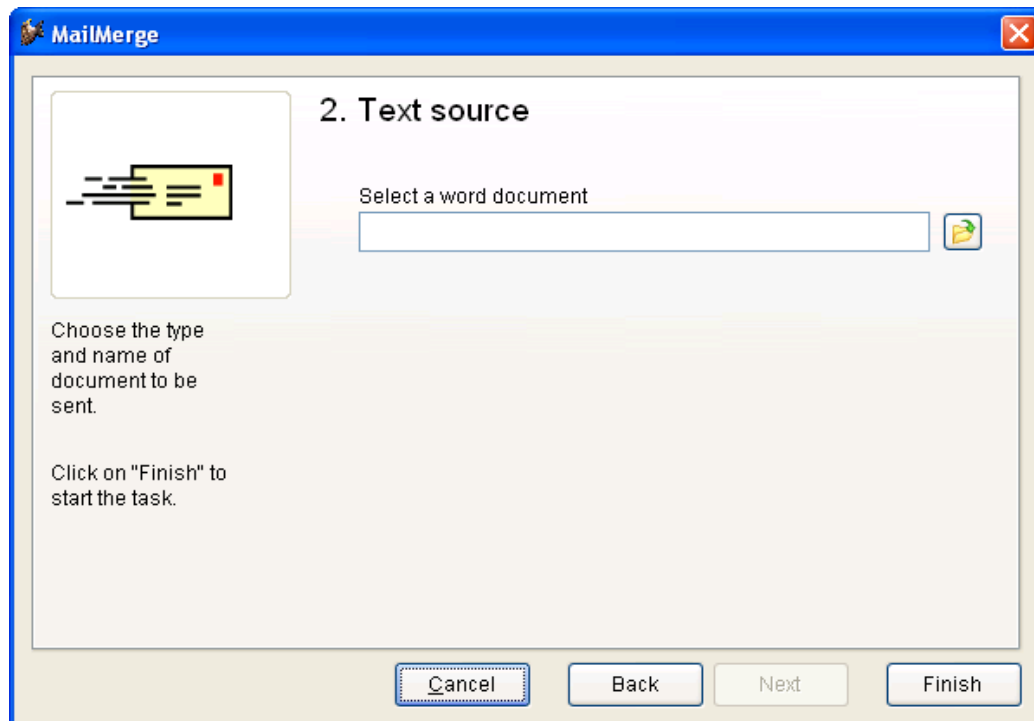 MailMerge
2. Text source
Select a word document
Choose the type
and name of
document to be
sent.
Click on "Finish" to
start the task.
Cancel
Back
Next
Finish